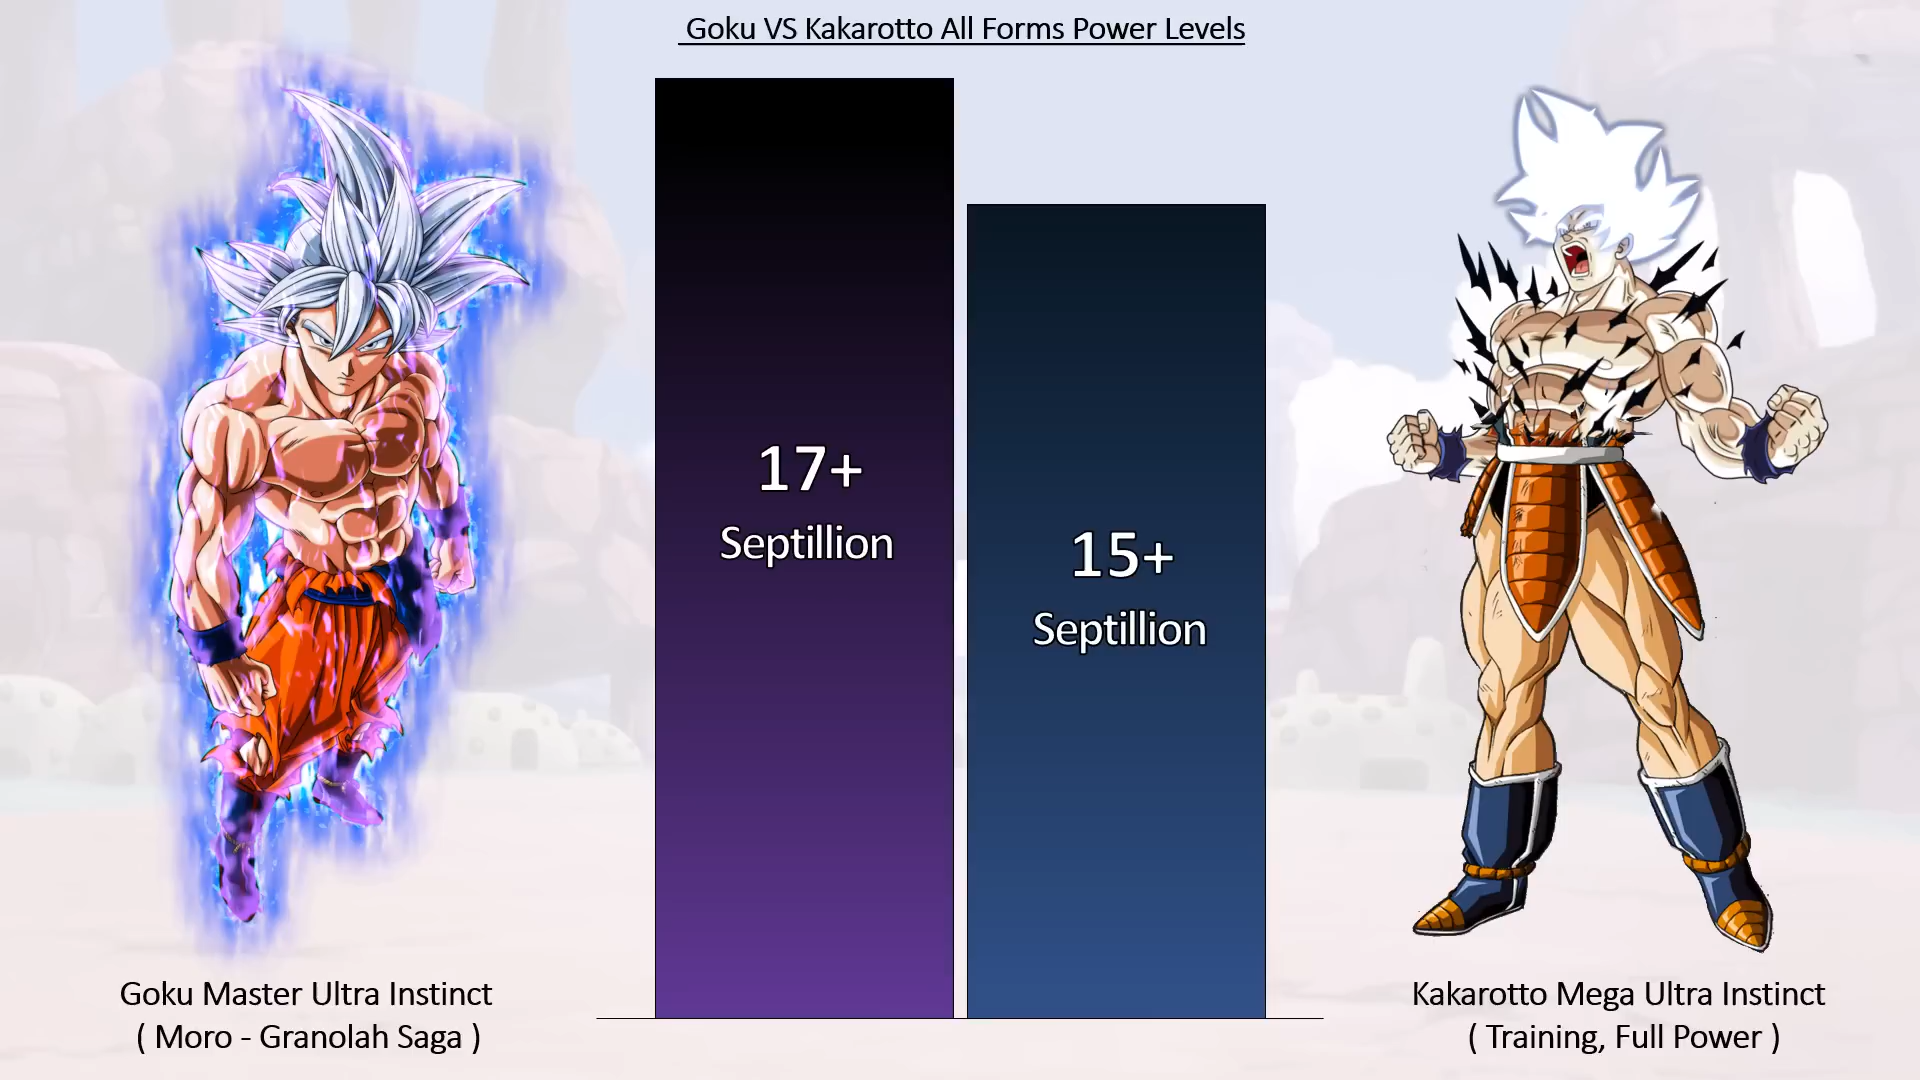 Goku VS Kakarotto All Forms Power Levels
17+
Septillion
15+
Septillion
Goku Master Ultra Instinct
( Moro - Granolah Saga )
Kakarotto Mega Ultra Instinct
( Training, Full Power )